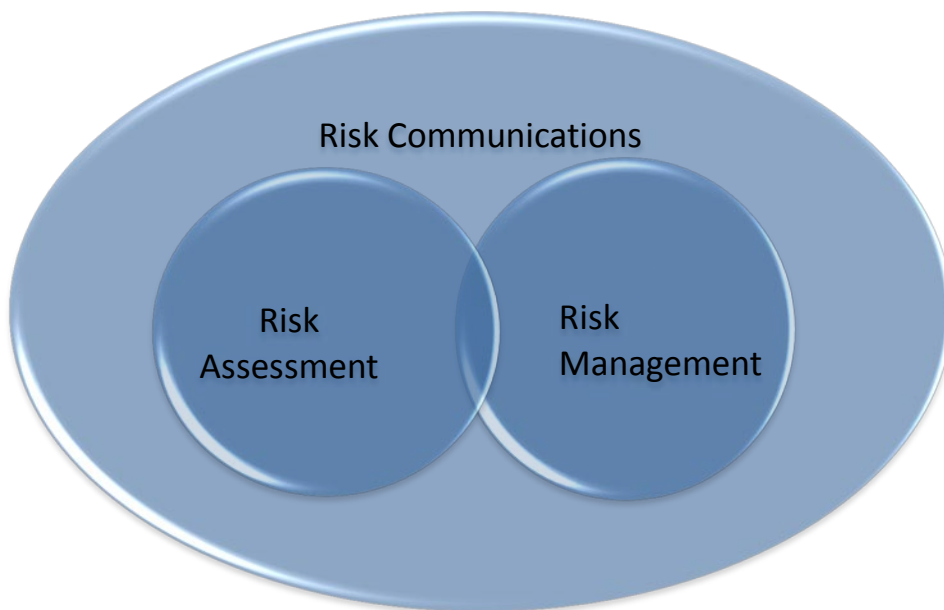 Risk Communications
Risk
Assessment
Risk
Management